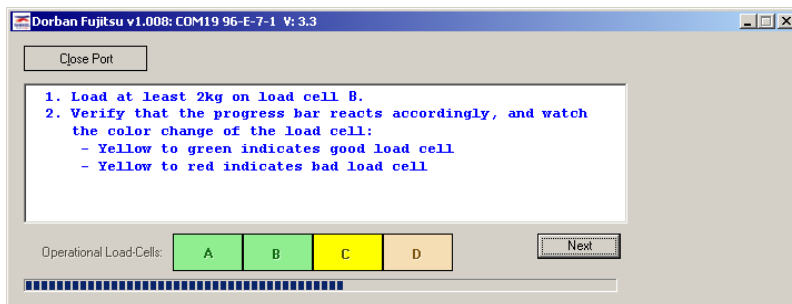 Dorban Fujitsu v1.008: COM19 96-E-7-1 V: 3.3
Close Port
1. Load at least 2kg on load cell B.
2. Verify that the progress bar reacts accordingly, and watch
the color change of the load cell:
- Yellow to green indicates good load cell
- Yellow to red indicates bad load cell
Operational Load-Cells: A B C D Next